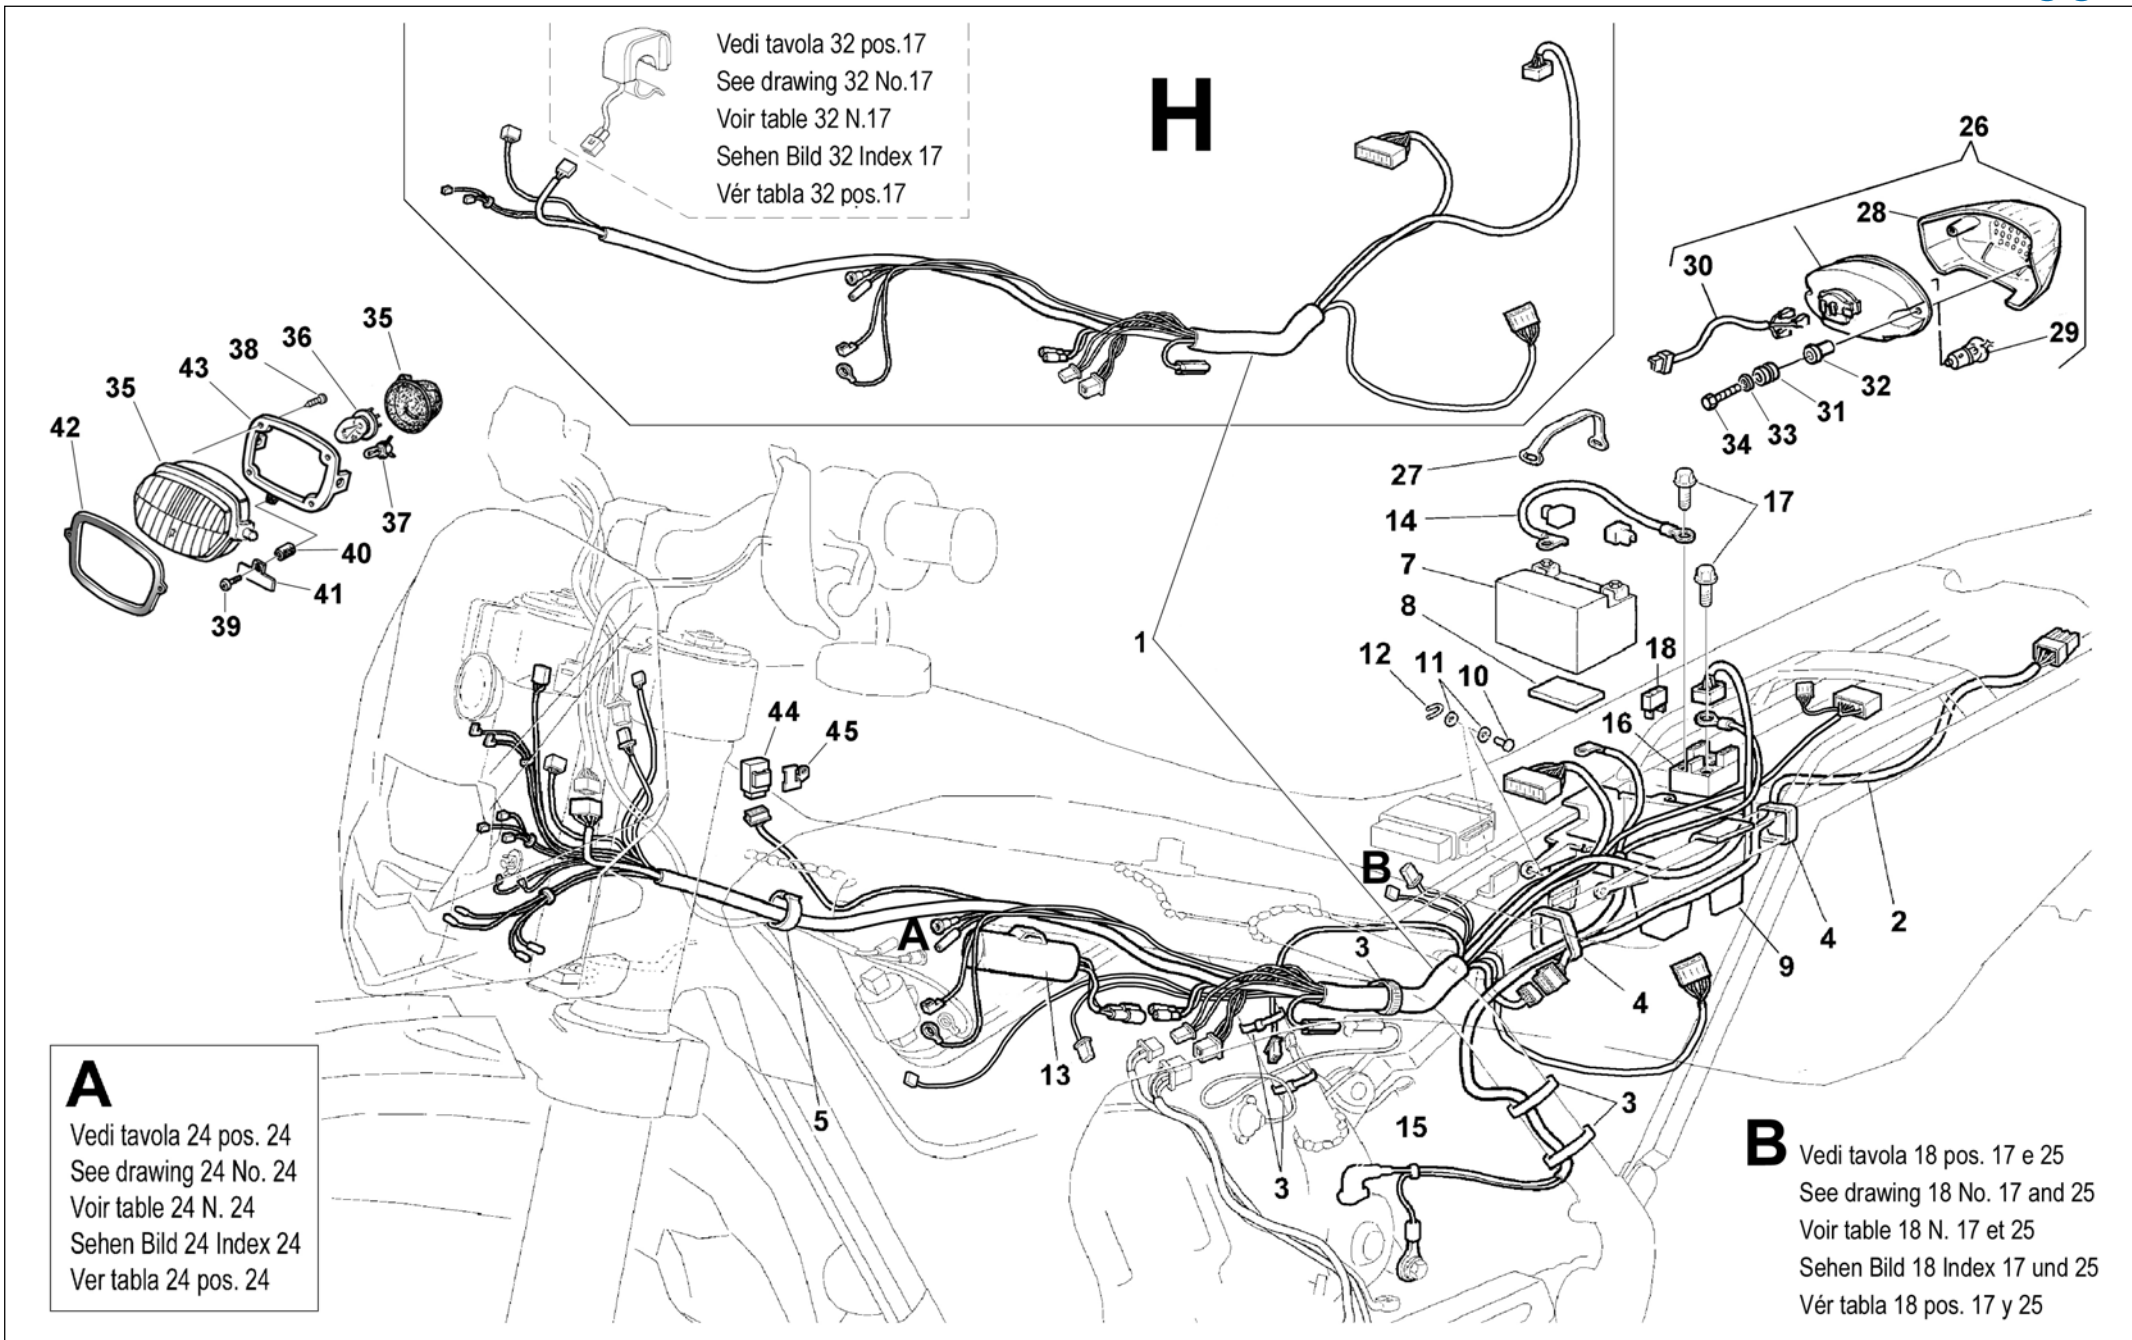 Vedi tavola 32 pos.17
See drawing 32 No.17
Voir table 32 N.17
Sehen Bild 32 Index 17
Vér tabla 32 pos.17
H
26
28
30
29
32
31
33
34
35
36
38
43
35
42
37
40
41
39
27
17
14
7
8
1
18
12
11
10
16
44
45
B
A
3
2
4
9
4
13
5
15
3
3
A
Vedi tavola 24 pos. 24
See drawing 24 No. 24
Voir table 24 N. 24
Sehen Bild 24 Index 24
Ver tabla 24 pos. 24
B
Vedi tavola 18 pos. 17 e 25
See drawing 18 No. 17 and 25
Voir table 18 N. 17 et 25
Sehen Bild 18 Index 17 und 25
Vér tabla 18 pos. 17 y 25